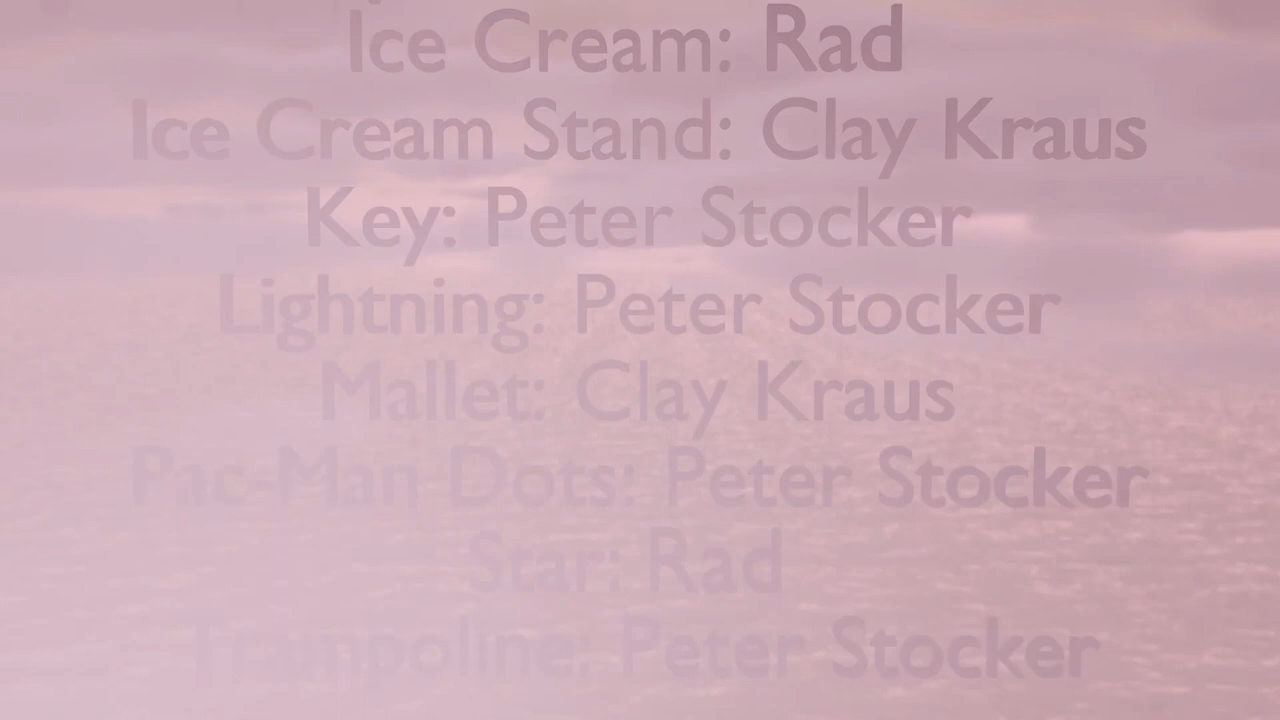 Ice Cream: Rad
Ice Cream Stand: Clay Kraus
Key: Peter Stocker
Lightning: Peter Stocker
Mallet: Clay Kraus
Pac-Man Dots: Peter Stocker
Star: Rad
Trampoline: Peter Stocker